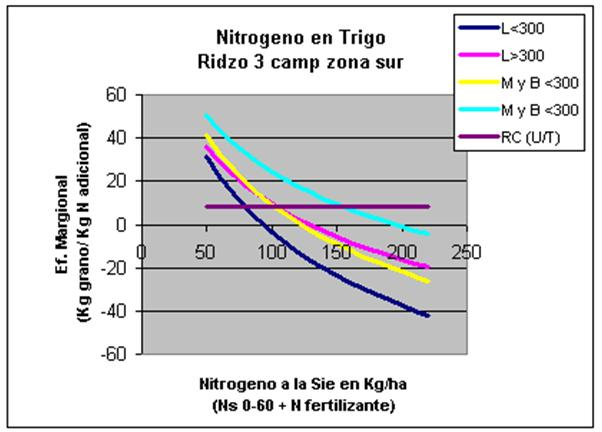 Nitrogeno en Trigo
Ridzo 3 camp zona sur
L<300
L>300
M y B <300
M y B <300
RC (U/T)
Ef. Margional
(Kg grano/ Kg N adicional)
60
40
20
0
-20
-40
-60
0 50 100 150 200 250
Nitrogeno a la Sie en Kg/ha
(Ns 0-60 + N fertilizante)